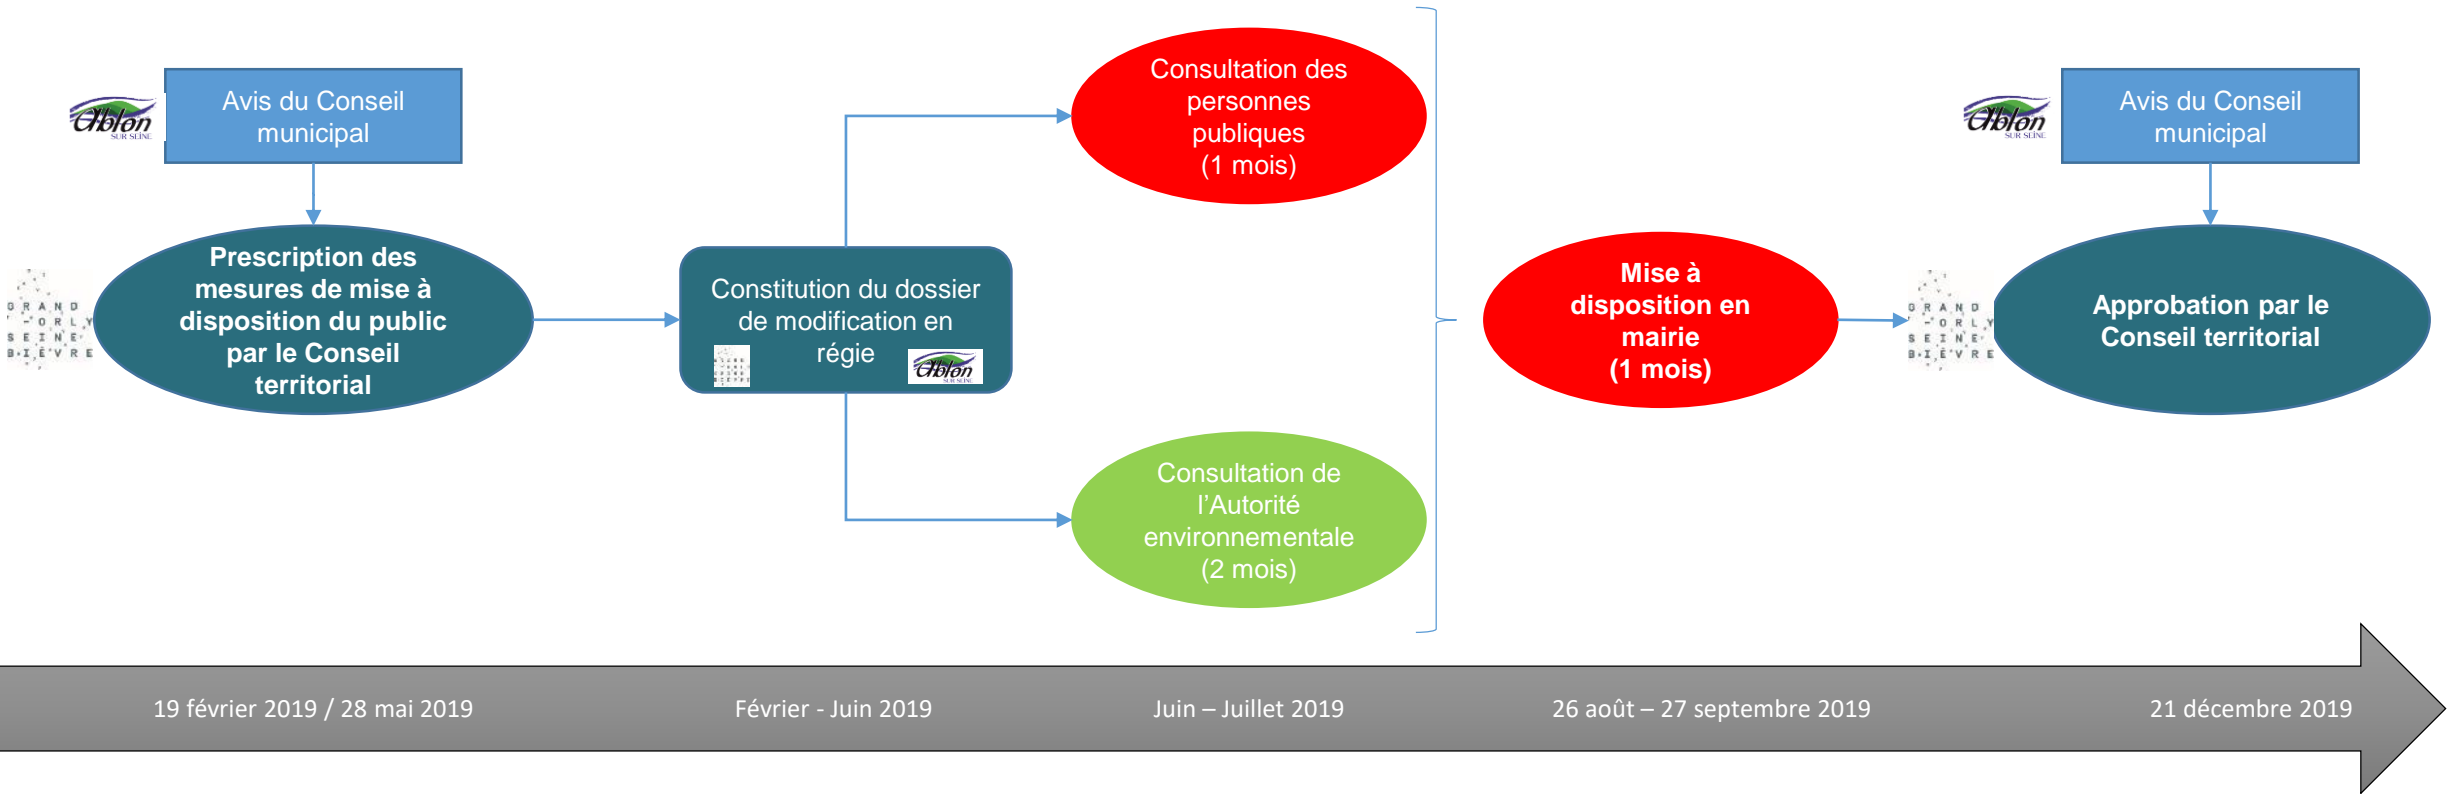 Ablon
SUR SEINE
Avis du Conseil
municipal
GRAND
-ORLY
SEINE
BIÈVRE
Prescription des
mesures de mise à
disposition du public
par le Conseil
territorial
Constitution du dossier
de modification en
régie
Ablon
SUR SEINE
Consultation des
personnes
publiques
(1 mois)
Consultation de
l’Autorité
environnementale
(2 mois)
Mise à
disposition en
mairie
(1 mois)
Ablon
SUR SEINE
Avis du Conseil
municipal
GRAND
-ORLY
SEINE
BIÈVRE
Approbation par le
Conseil territorial
19 février 2019 / 28 mai 2019
Février - Juin 2019
Juin – Juillet 2019
26 août – 27 septembre 2019
21 décembre 2019